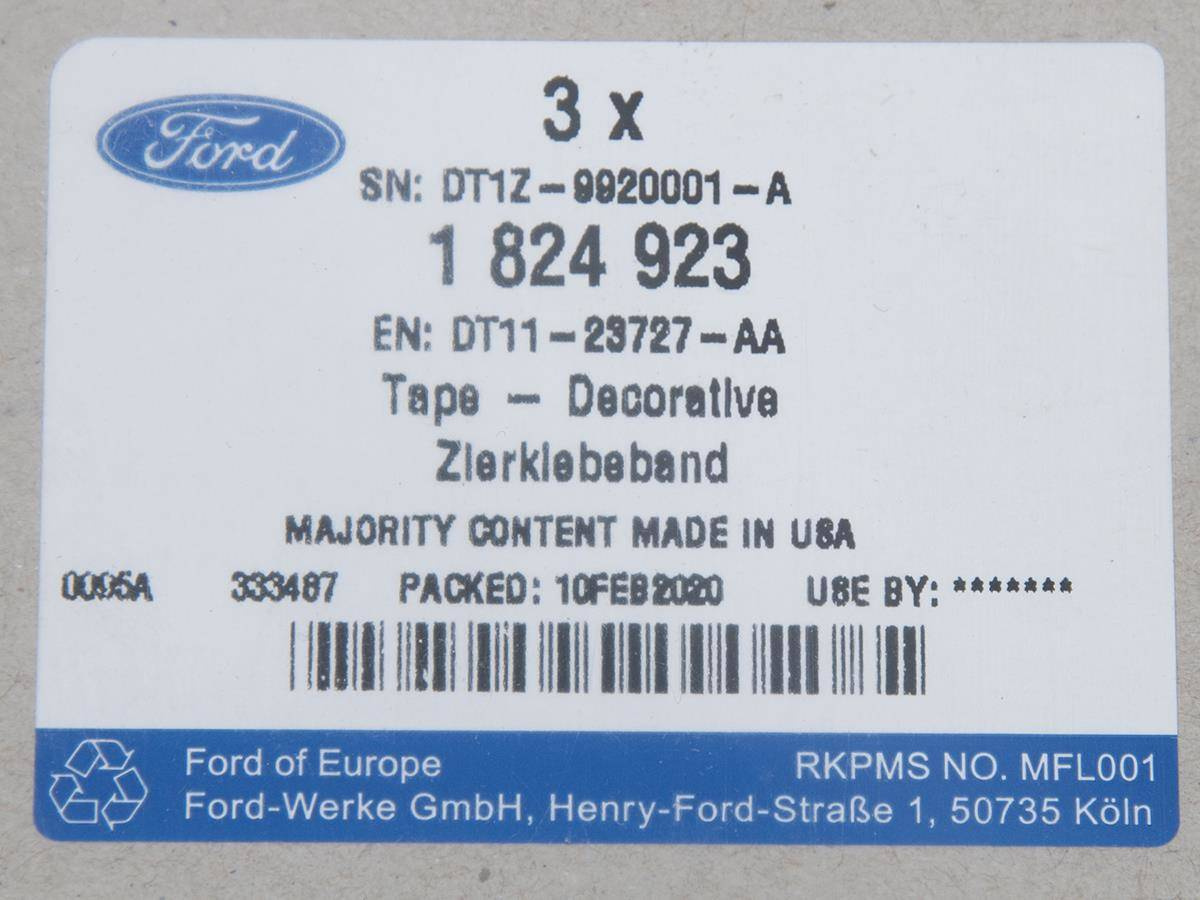 Ford
3 x
SN: DT1Z-9920001-A
1 824 923
EN: DT11-23727-AA
Tape - Decorative
Zierklebeband
MAJORITY CONTENT MADE IN USA
0095A 333487 PACKED: 10FEB2020 USE BY: *******
Ford of Europe RKPMS NO. MFL001
Ford-Werke GmbH, Henry-Ford-Straße 1, 50735 Köln